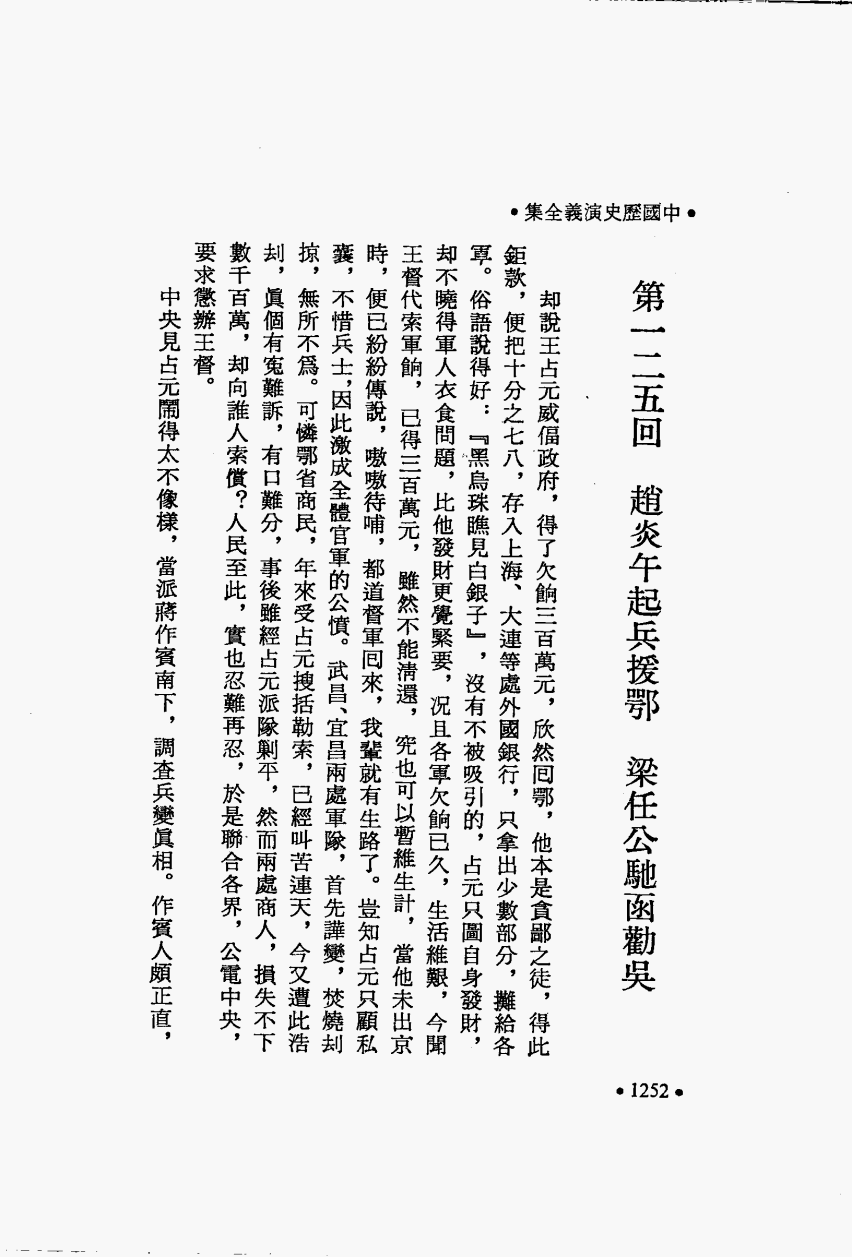 •中國歷史演義全集•
第一二五回　趙炎午起兵援鄂　梁任公馳函勸吳
却說王占元威偪政府，得了欠餉三百萬元，欣然囘鄂，他本是貪鄙之徒，得此
鉅款，便把十分之七八，存入上海、大連等處外國銀行，只拿出少數部分，攤給各
軍。俗語說得好：『黑烏珠瞧見白銀子』，沒有不被吸引的，占元只圖自身發財，
却不曉得軍人衣食問題，比他發財更覺緊要，况且各軍欠餉已久，生活維艱，今聞
王督代索軍餉，已得三百萬元，雖然不能淸還，究也可以暫維生計，當他未出京
時，便已紛紛傳說，嗷嗷待哺，都道督軍囘來，我輩就有生路了。豈知占元只顧私
囊，不惜兵士，因此激成全體官軍的公憤。武昌、宜昌兩處軍隊，首先譁變，焚燒刦
掠，無所不爲。可憐鄂省商民，年來受占元搜括勒索，已經叫苦連天，今又遭此浩
刦，眞個有寃難訴，有口難分，事後雖經占元派隊剿平，然而兩處商人，損失不下
數千百萬，却向誰人索償？人民至此，實也忍難再忍，於是聯合各界，公電中央，
要求懲辦王督。
中央見占元鬧得太不像樣，當派蔣作賓南下，調查兵變眞相。作賓人頗正直，
•1252•